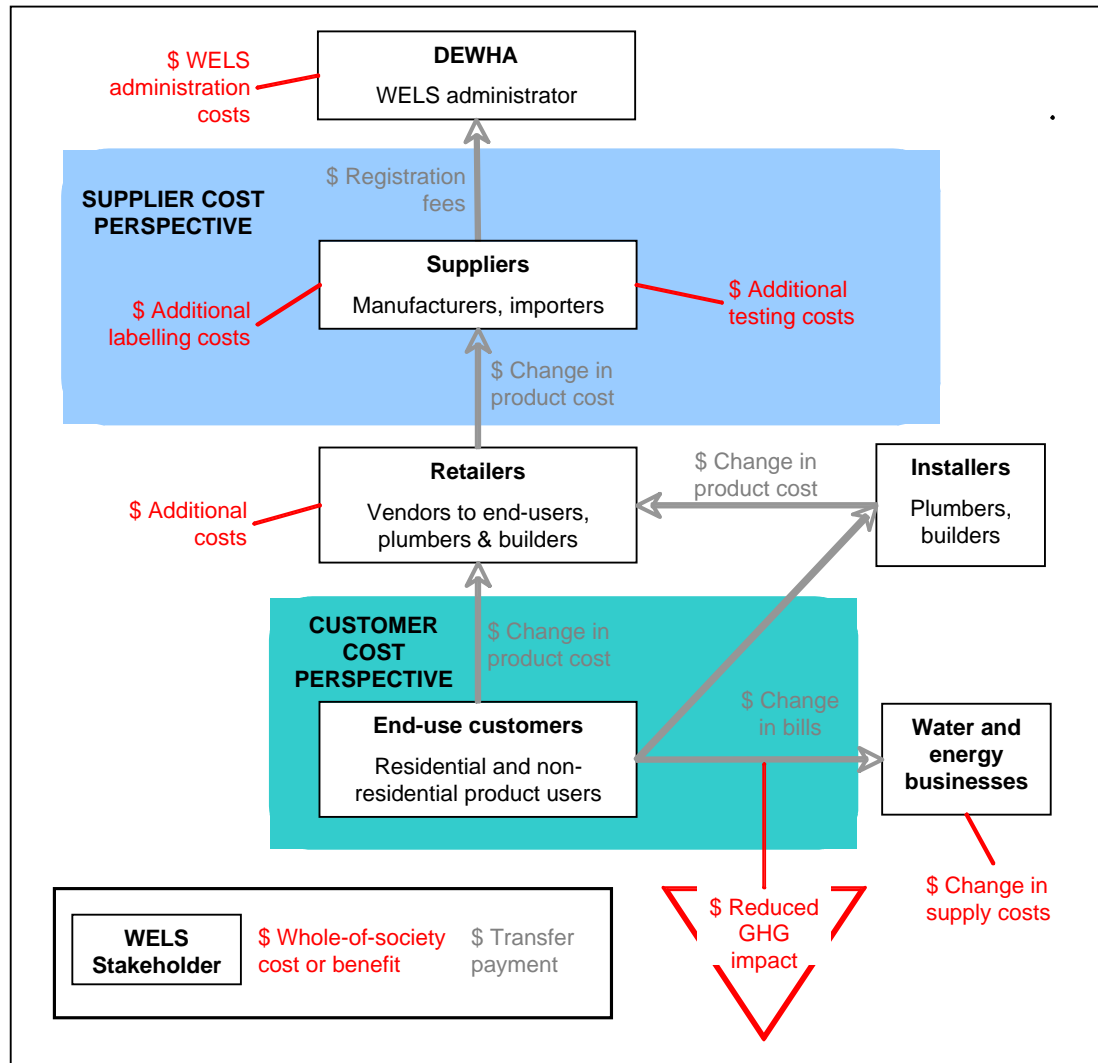 $ WELS
administration
costs
DEWHA
WELS administrator
SUPPLIER COST
PERSPECTIVE
$ Registration
fees
Suppliers
Manufacturers, importers
$ Additional
labelling costs
$ Additional
testing costs
$ Change in
product cost
Retailers
Vendors to end-users,
plumbers & builders
$ Additional
costs
$ Change in
product cost
Installers
Plumbers,
builders
CUSTOMER
COST
PERSPECTIVE
$ Change in
product cost
End-use customers
Residential and non-
residential product users
$ Change
in bills
Water and
energy
businesses
$ Reduced
GHG
impact
$ Change in
supply costs
WELS
Stakeholder
$ Whole-of-society
cost or benefit
$ Transfer
payment